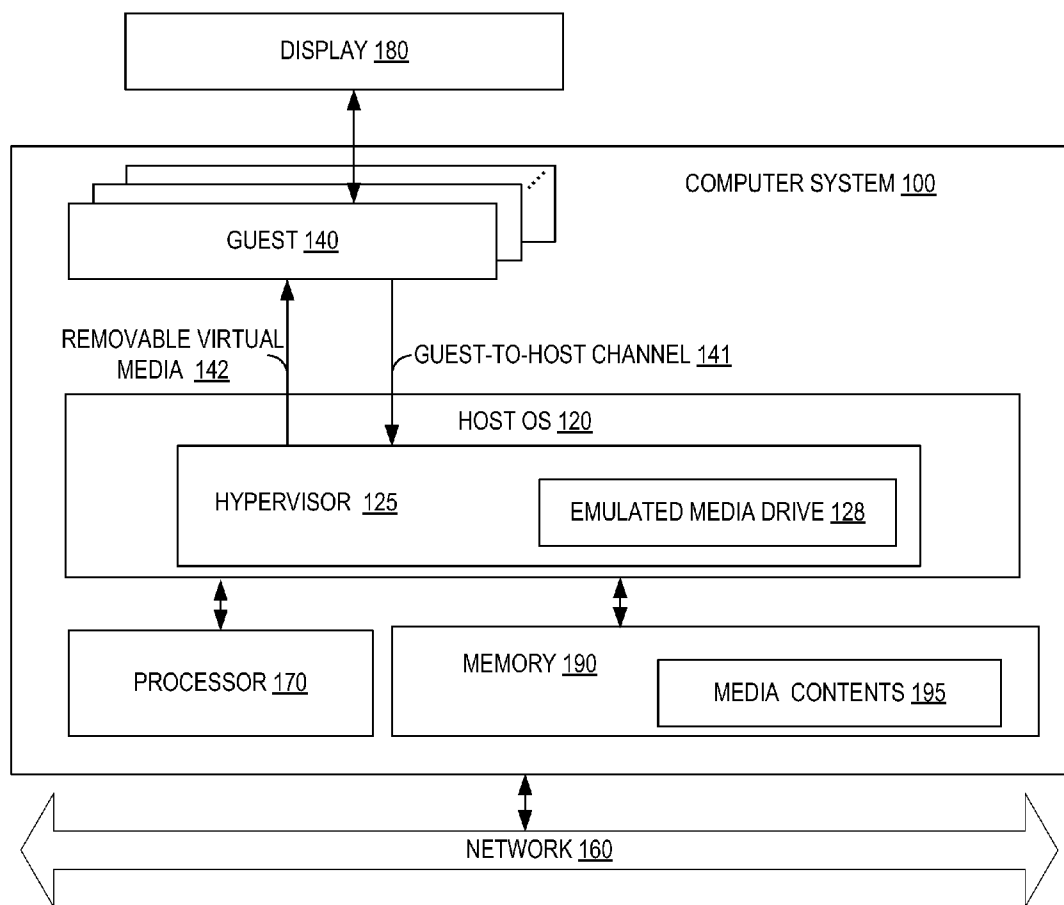 DISPLAY 180
COMPUTER SYSTEM 100
GUEST 140
REMOVABLE VIRTUAL
MEDIA 142
GUEST-TO-HOST CHANNEL 141
HOST OS 120
HYPERVISOR 125
EMULATED MEDIA DRIVE 128
PROCESSOR 170
MEMORY 190
MEDIA CONTENTS 195
NETWORK 160